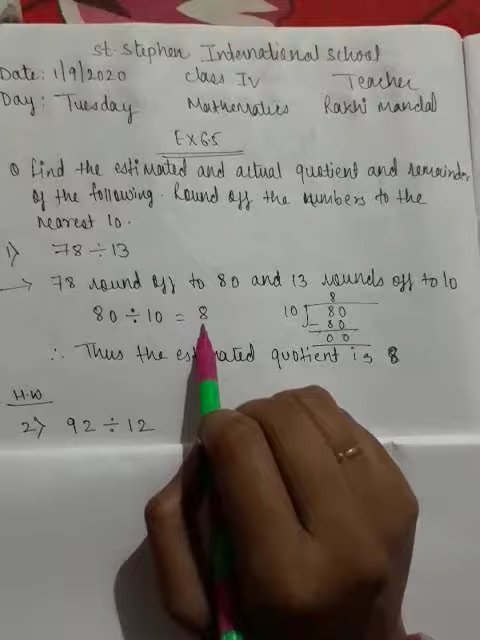 St. Stephen International school
Date: 1/9/2020 Class IV Teacher
Day: Tuesday Mathematics Rakhi Mandal
EX 6.5
Q Find the estimated and actual quotient and remainder
of the following. Round off the numbers to the
nearest 10.
1) 78 ÷ 13
→ 78 round off to 80 and 13 rounds off to 10
80 ÷ 10 = 8
8
10 80
- 80
00
∴ Thus the estimated quotient is 8
H.W
2) 92 ÷ 12